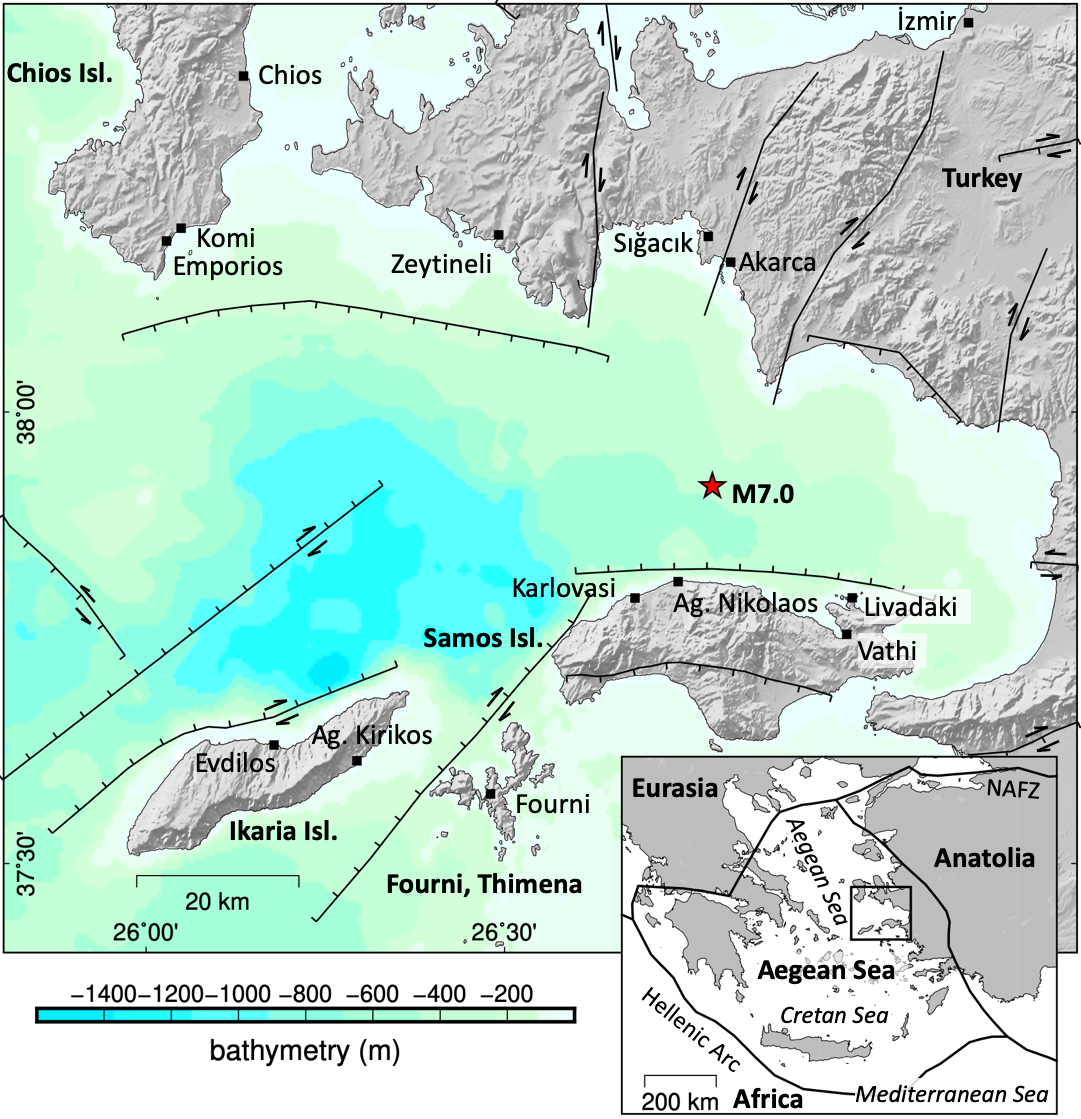 İzmir
Chios Isl.
Chios
Turkey
Komi
Emporios
Zeytineli
Sığacık
Akarca
38˚00'
M7.0
Karlovasi
Ag. Nikolaos
Livadaki
Samos Isl.
Vathi
Ag. Kirikos
Evdilos
Fourni
Ikaria Isl.
37˚30'
Fourni, Thimena
20 km
26˚00'
26˚30'
−1400−1200−1000 −800 −600 −400 −200
bathymetry (m)
Eurasia
NAFZ
Aegean Sea
Anatolia
Aegean Sea
Cretan Sea
Hellenic Arc
200 km
Africa
Mediterranean Sea